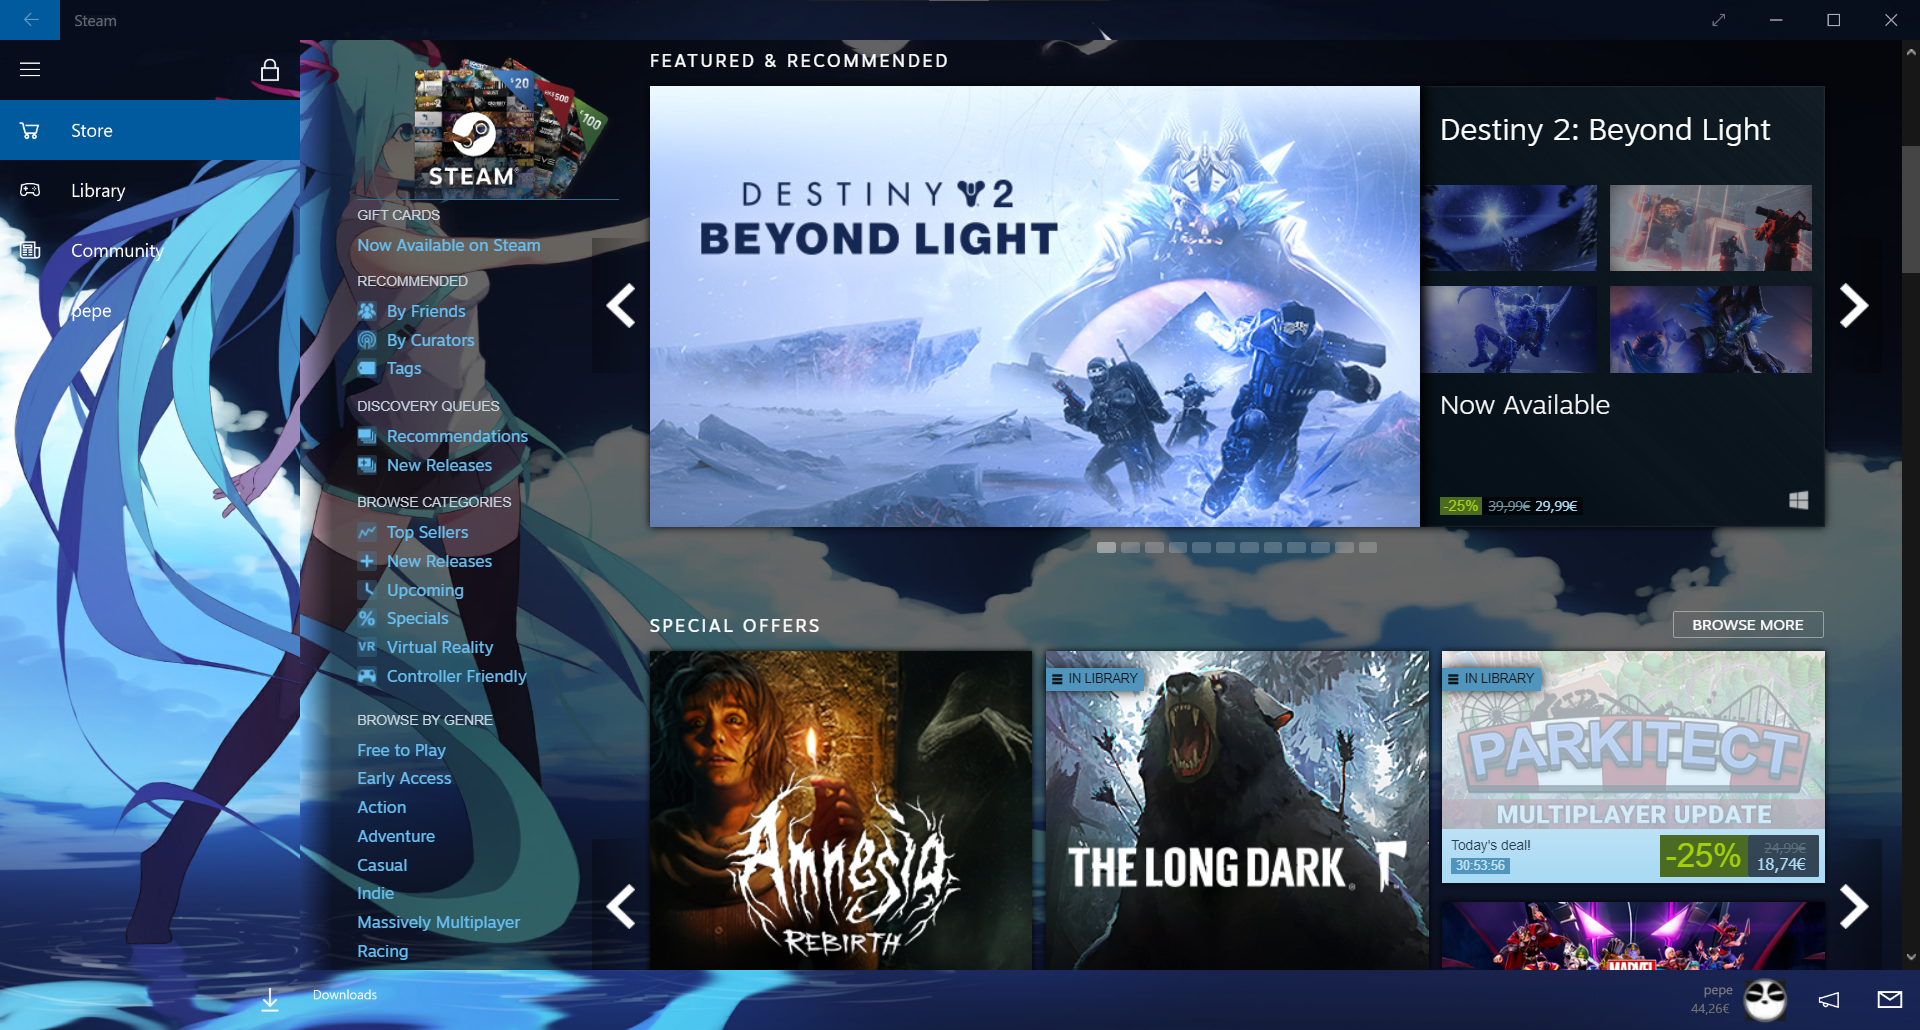 Steam
Store
Library
Community
pepe
$20
HK$500
£100
STEAM
GIFT CARDS
Now Available on Steam
RECOMMENDED
By Friends
By Curators
Tags
DISCOVERY QUEUES
Recommendations
New Releases
BROWSE CATEGORIES
Top Sellers
New Releases
Upcoming
Specials
VR Virtual Reality
Controller Friendly
BROWSE BY GENRE
Free to Play
Early Access
Action
Adventure
Casual
Indie
Massively Multiplayer
Racing
FEATURED & RECOMMENDED
DESTINY 2
BEYOND LIGHT
Destiny 2: Beyond Light
Now Available
-25% 39,99€ 29,99€
SPECIAL OFFERS
BROWSE MORE
Amnesia
REBIRTH
IN LIBRARY
THE LONG DARK
IN LIBRARY
PARKITECT
MULTIPLAYER UPDATE
Today's deal!
30:53:56
-25%
24,99€
18,74€
MARVEL
Downloads
pepe
44,26€